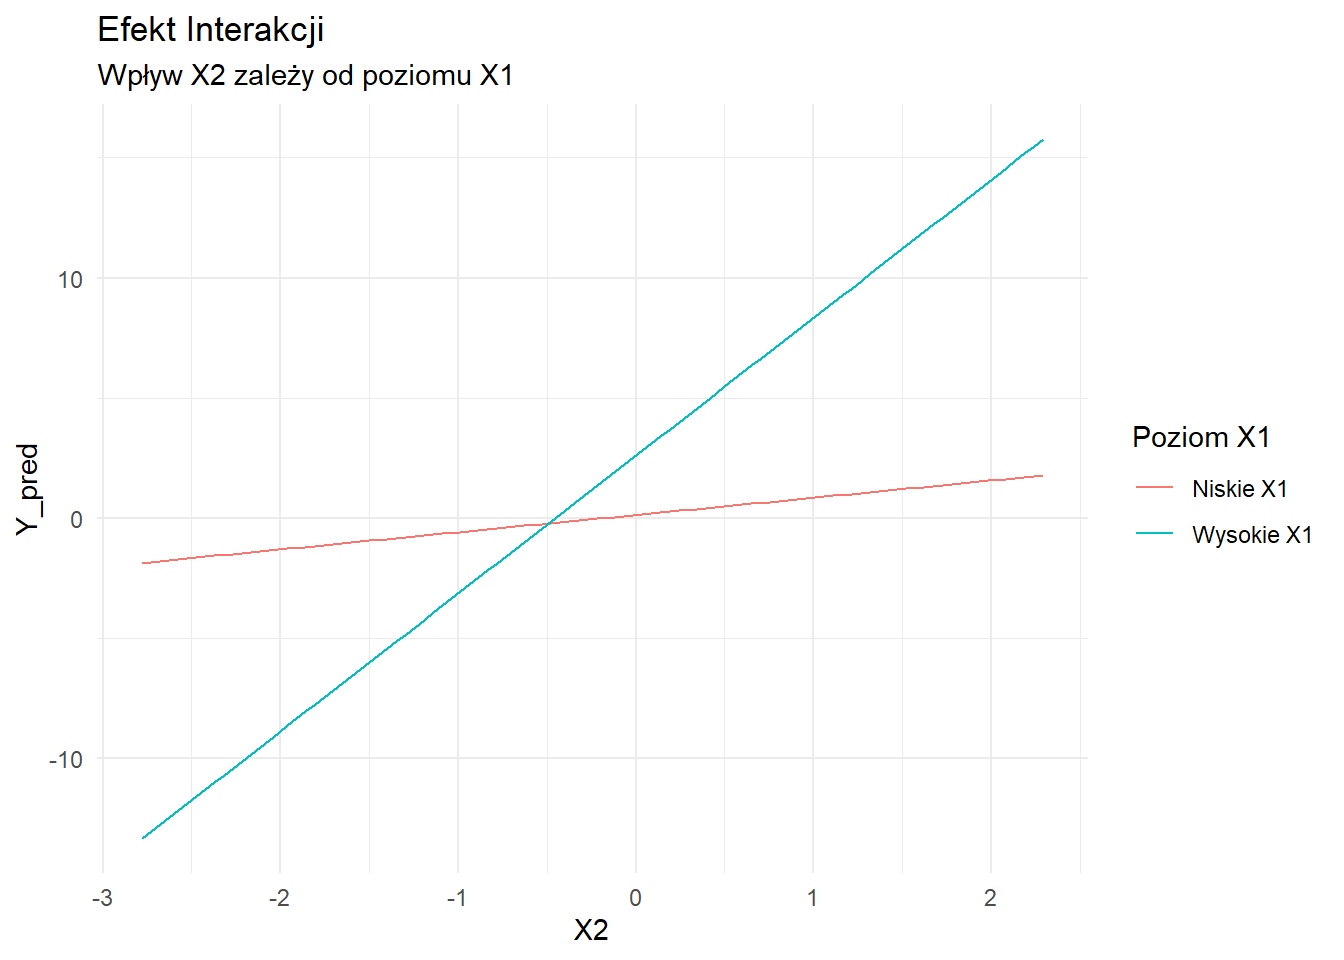 Efekt Interakcji
Wpływ X2 zależy od poziomu X1
Y_pred
10
0
-10
-3 -2 -1 0 1 2
X2
Poziom X1
Niskie X1
Wysokie X1